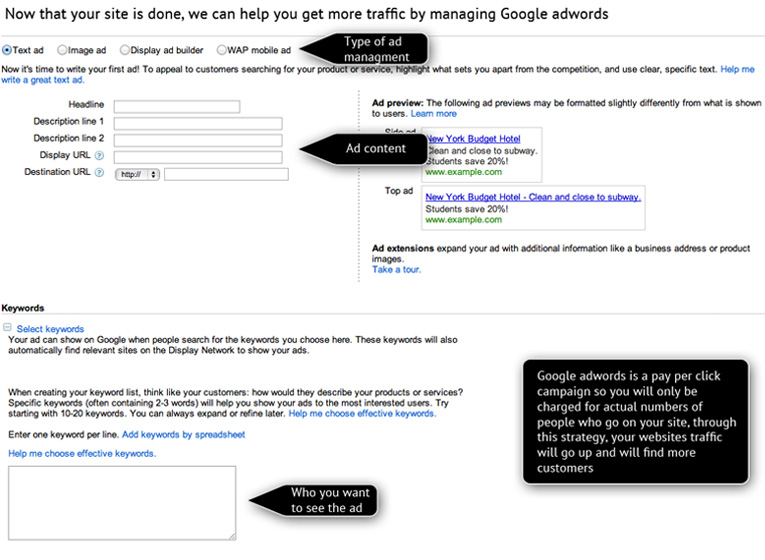 Now that your site is done, we can help you get more traffic by managing Google adwords
Text ad Image ad Display ad builder WAP mobile ad
Type of ad
managment
Now it's time to write your first ad! To appeal to customers searching for your product or service, highlight what sets you apart from the competition, and use clear, specific text. Help me
write a great text ad.
Headline
Description line 1
Description line 2
Display URL ?
Destination URL ? http://
Ad content
Ad preview: The following ad previews may be formatted slightly differently from what is shown
to users. Learn more
Side ad
New York Budget Hotel
Clean and close to subway.
Students save 20%!
www.example.com
Top ad
New York Budget Hotel - Clean and close to subway.
Students save 20%!
www.example.com
Ad extensions expand your ad with additional information like a business address or product
images.
Take a tour.
Keywords
Select keywords
Your ad can show on Google when people search for the keywords you choose here. These keywords will also
automatically find relevant sites on the Display Network to show your ads.
When creating your keyword list, think like your customers: how would they describe your products or services?
Specific keywords (often containing 2-3 words) will help you show your ads to the most interested users. Try
starting with 10-20 keywords. You can always expand or refine later. Help me choose effective keywords.
Enter one keyword per line. Add keywords by spreadsheet
Help me choose effective keywords.
Who you want
to see the ad
Google adwords is a pay per click
campaign so you will only be
charged for actual numbers of
people who go on your site, through
this strategy, your websites traffic
will go up and will find more
customers